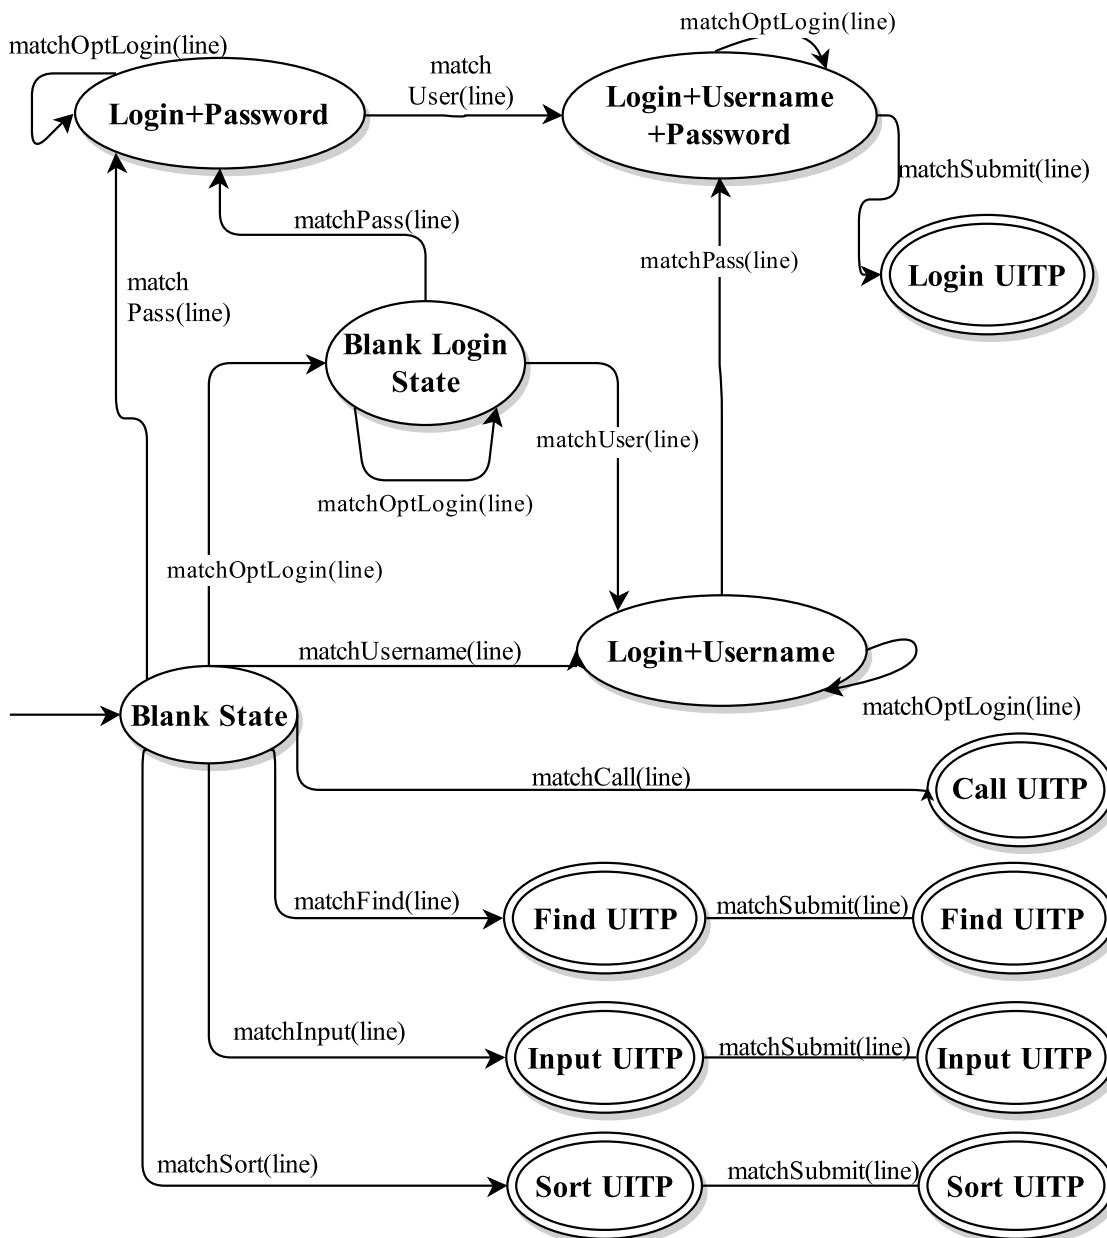 matchOptLogin(line)
matchOptLogin(line)
match
User(line)
Login+Password
Login+Username
+Password
matchSubmit(line)
matchPass(line)
matchPass(line)
match
Pass(line)
Login UITP
Blank Login
State
matchUser(line)
matchOptLogin(line)
matchOptLogin(line)
matchUsername(line)
Login+Username
matchOptLogin(line)
Blank State
matchCall(line)
Call UITP
matchFind(line)
Find UITP
matchSubmit(line)
Find UITP
matchInput(line)
Input UITP
matchSubmit(line)
Input UITP
matchSort(line)
Sort UITP
matchSubmit(line)
Sort UITP